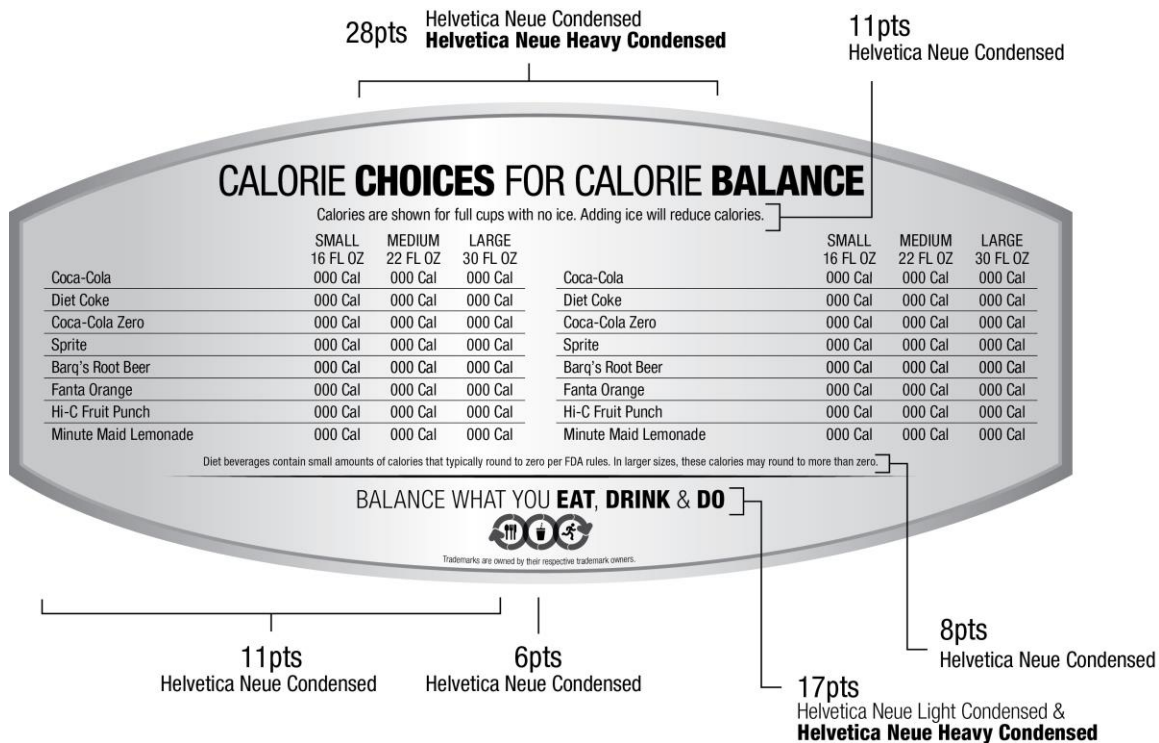 28pts
Helvetica Neue Condensed
Helvetica Neue Heavy Condensed
11pts
Helvetica Neue Condensed
CALORIE CHOICES FOR CALORIE BALANCE
Calories are shown for full cups with no ice. Adding ice will reduce calories.
SMALL MEDIUM LARGE
16 FL OZ 22 FL OZ 30 FL OZ
Coca-Cola 000 Cal 000 Cal 000 Cal
Diet Coke 000 Cal 000 Cal 000 Cal
Coca-Cola Zero 000 Cal 000 Cal 000 Cal
Sprite 000 Cal 000 Cal 000 Cal
Barq's Root Beer 000 Cal 000 Cal 000 Cal
Fanta Orange 000 Cal 000 Cal 000 Cal
Hi-C Fruit Punch 000 Cal 000 Cal 000 Cal
Minute Maid Lemonade 000 Cal 000 Cal 000 Cal
SMALL MEDIUM LARGE
16 FL OZ 22 FL OZ 30 FL OZ
Coca-Cola 000 Cal 000 Cal 000 Cal
Diet Coke 000 Cal 000 Cal 000 Cal
Coca-Cola Zero 000 Cal 000 Cal 000 Cal
Sprite 000 Cal 000 Cal 000 Cal
Barq's Root Beer 000 Cal 000 Cal 000 Cal
Fanta Orange 000 Cal 000 Cal 000 Cal
Hi-C Fruit Punch 000 Cal 000 Cal 000 Cal
Minute Maid Lemonade 000 Cal 000 Cal 000 Cal
Diet beverages contain small amounts of calories that typically round to zero per FDA rules. In larger sizes, these calories may round to more than zero.
BALANCE WHAT YOU EAT, DRINK & DO
Trademarks are owned by their respective trademark owners.
11pts
Helvetica Neue Condensed
6pts
Helvetica Neue Condensed
8pts
Helvetica Neue Condensed
17pts
Helvetica Neue Light Condensed &
Helvetica Neue Heavy Condensed